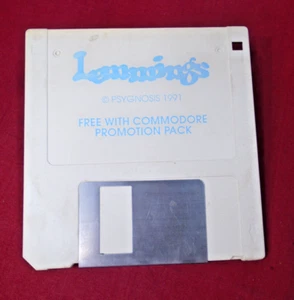 Lemmings
© PSYGNOSIS 1991
FREE WITH COMMODORE
PROMOTION PACK